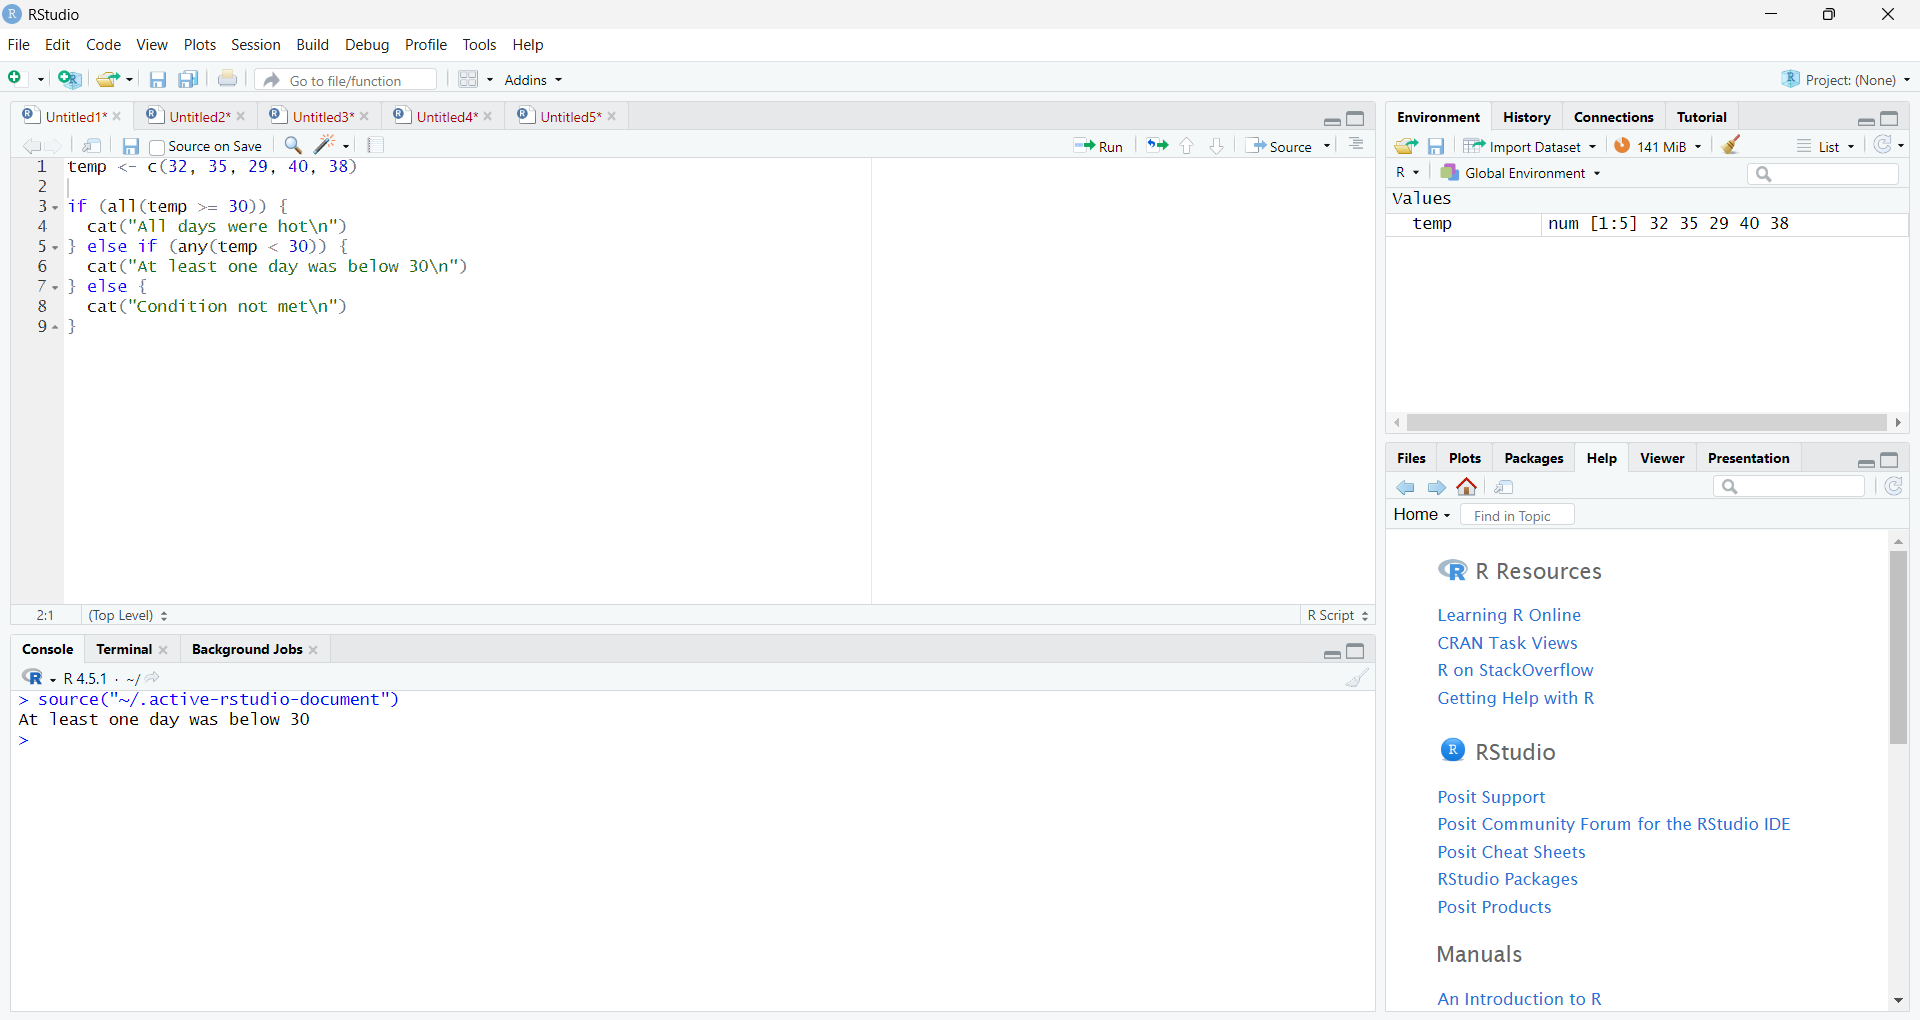 RStudio
File Edit Code View Plots Session Build Debug Profile Tools Help
Go to file/function Addins Project: (None)
Untitled1* Untitled2* Untitled3* Untitled4* Untitled5*
Source on Save Run Source
1 temp <- c(32, 35, 29, 40, 38)
2
3 if (all(temp >= 30)) {
4   cat("All days were hot\n")
5 } else if (any(temp < 30)) {
6   cat("At least one day was below 30\n")
7 } else {
8   cat("Condition not met\n")
9 }
2:1 (Top Level) R Script
Console Terminal Background Jobs
R 4.5.1 · ~/
> source("~/.active-rstudio-document")
At least one day was below 30
>
Environment History Connections Tutorial
Import Dataset 141 MiB List
R Global Environment
Values
temp num [1:5] 32 35 29 40 38
Files Plots Packages Help Viewer Presentation
Home Find in Topic
R Resources
Learning R Online
CRAN Task Views
R on StackOverflow
Getting Help with R
RStudio
Posit Support
Posit Community Forum for the RStudio IDE
Posit Cheat Sheets
RStudio Packages
Posit Products
Manuals
An Introduction to R